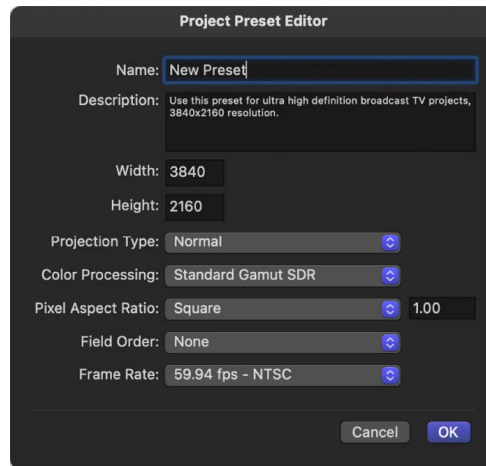 Project Preset Editor
Name: New Preset
Description: Use this preset for ultra high definition broadcast TV projects,
3840x2160 resolution.
Width: 3840
Height: 2160
Projection Type: Normal
Color Processing: Standard Gamut SDR
Pixel Aspect Ratio: Square 1.00
Field Order: None
Frame Rate: 59.94 fps - NTSC
Cancel OK